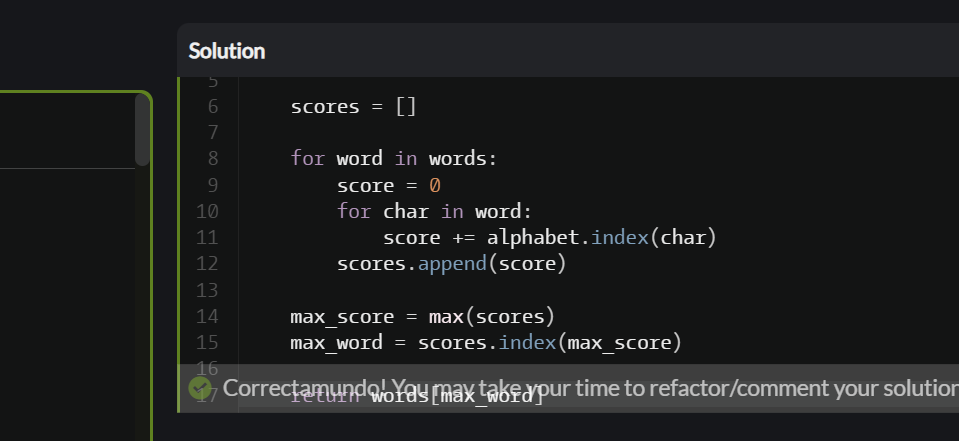 Solution
5
6 scores = []
7
8 for word in words:
9 score = 0
10 for char in word:
11 score += alphabet.index(char)
12 scores.append(score)
13
14 max_score = max(scores)
15 max_word = scores.index(max_score)
16
Correctamundo! You may take your time to refactor/comment your solution
17 return words[max_word]